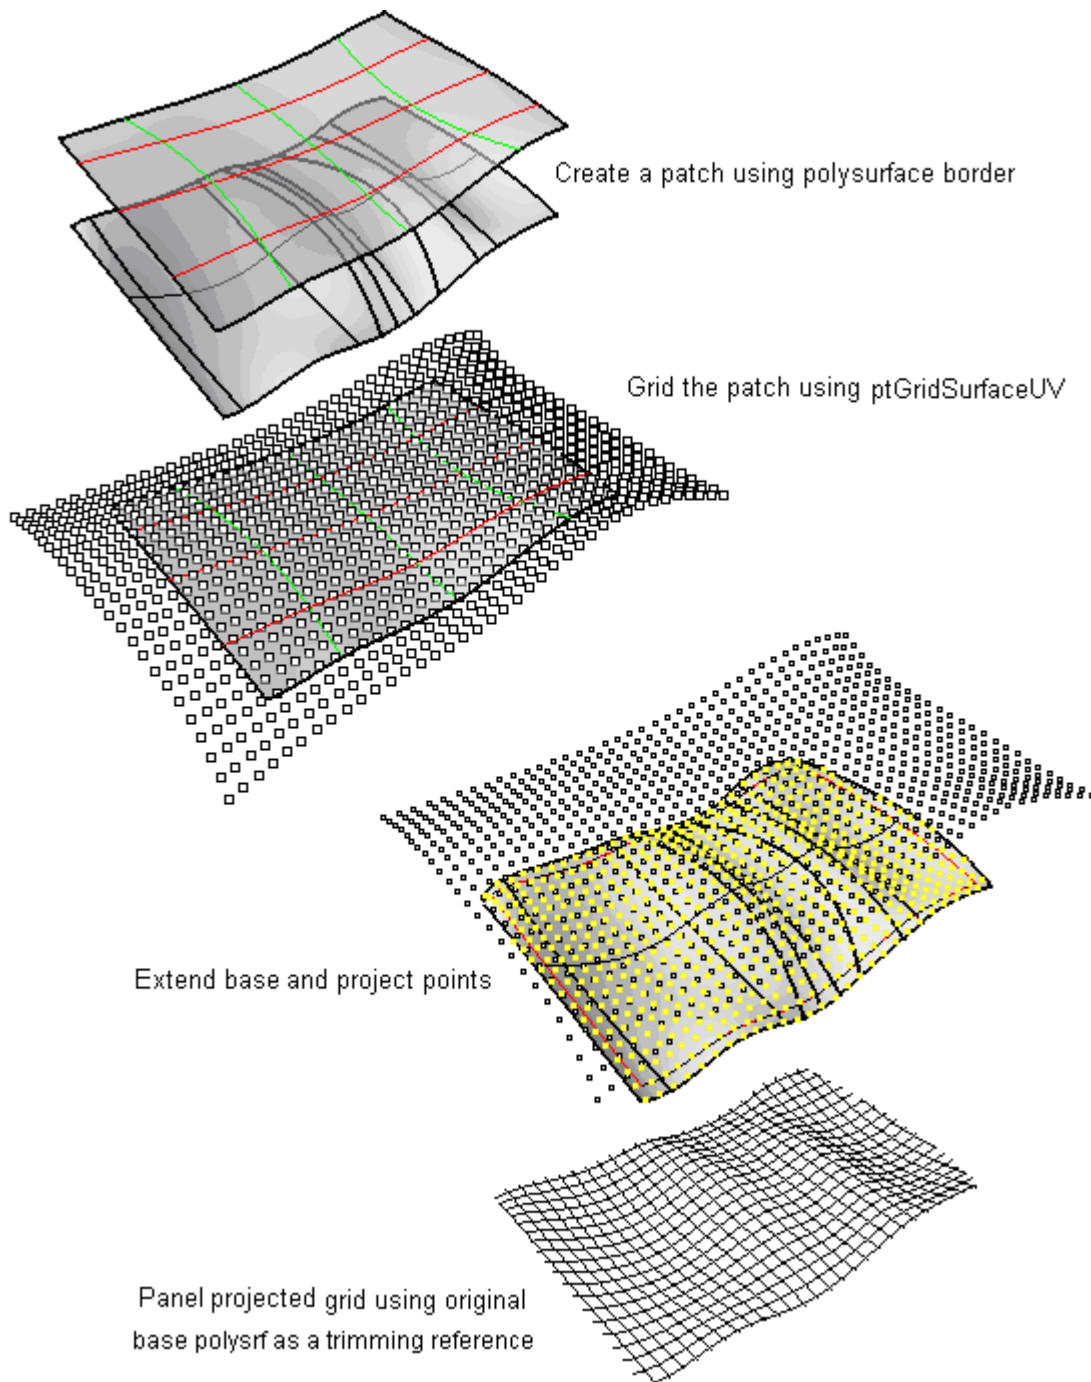 Create a patch using polysurface border
Grid the patch using ptGridSurfaceUV
Extend base and project points
Panel projected grid using original
base polysrf as a trimming reference